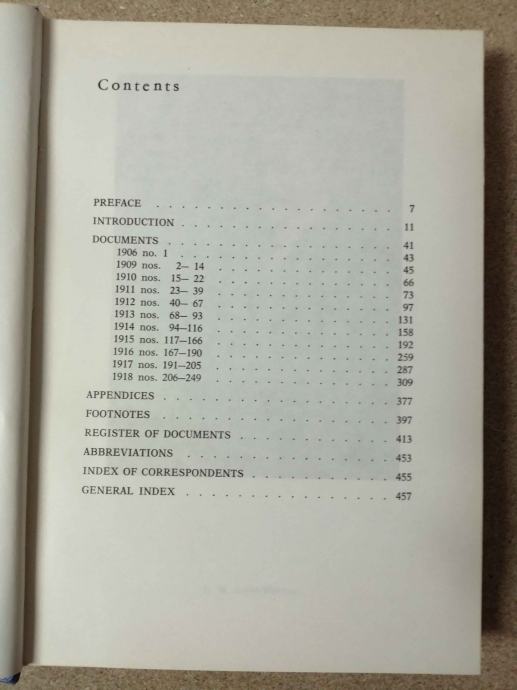 Contents
PREFACE . . . . . . . . . . . . . . . . . . 7
INTRODUCTION . . . . . . . . . . . . . . . . . 11
DOCUMENTS . . . . . . . . . . . . . . . . . . 41
1906 no. 1 . . . . . . . . . . . . . . . . 43
1909 nos. 2— 14 . . . . . . . . . . . . . . 45
1910 nos. 15— 22 . . . . . . . . . . . . . . 66
1911 nos. 23— 39 . . . . . . . . . . . . . . 73
1912 nos. 40— 67 . . . . . . . . . . . . . . 97
1913 nos. 68— 93 . . . . . . . . . . . . . . 131
1914 nos. 94—116 . . . . . . . . . . . . . . 158
1915 nos. 117—166 . . . . . . . . . . . . . . 192
1916 nos. 167—190 . . . . . . . . . . . . . . 259
1917 nos. 191—205 . . . . . . . . . . . . . . 287
1918 nos. 206—249 . . . . . . . . . . . . . . 309
APPENDICES . . . . . . . . . . . . . . . . . . 377
FOOTNOTES . . . . . . . . . . . . . . . . . . 397
REGISTER OF DOCUMENTS . . . . . . . . . . . . 413
ABBREVIATIONS . . . . . . . . . . . . . . . . 453
INDEX OF CORRESPONDENTS . . . . . . . . . . . 455
GENERAL INDEX . . . . . . . . . . . . . . . . 457